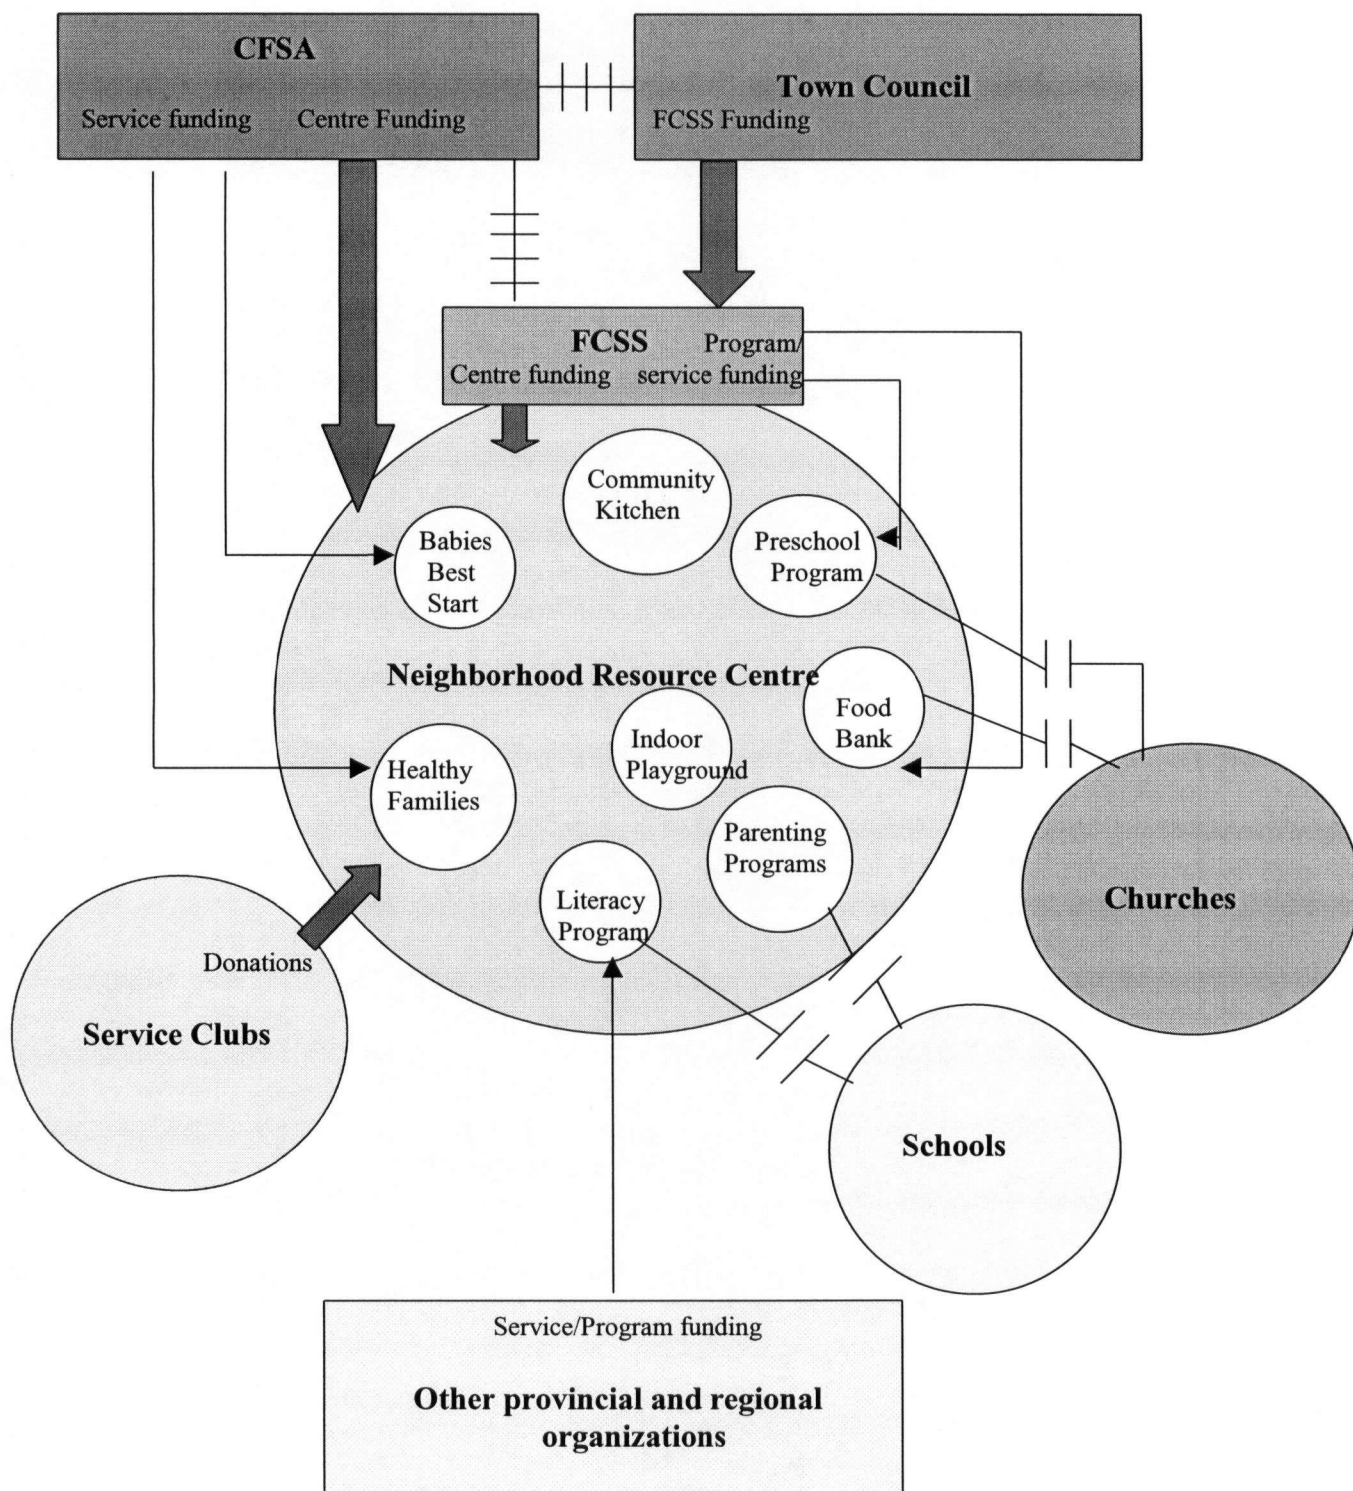 CFSA
Service funding
Centre Funding
Town Council
FCSS Funding
FCSS
Program/
Centre funding
service funding
Community
Kitchen
Babies
Best
Start
Preschool
Program
Neighborhood Resource Centre
Food
Bank
Indoor
Playground
Healthy
Families
Parenting
Programs
Literacy
Program
Churches
Donations
Service Clubs
Schools
Service/Program funding
Other provincial and regional
organizations